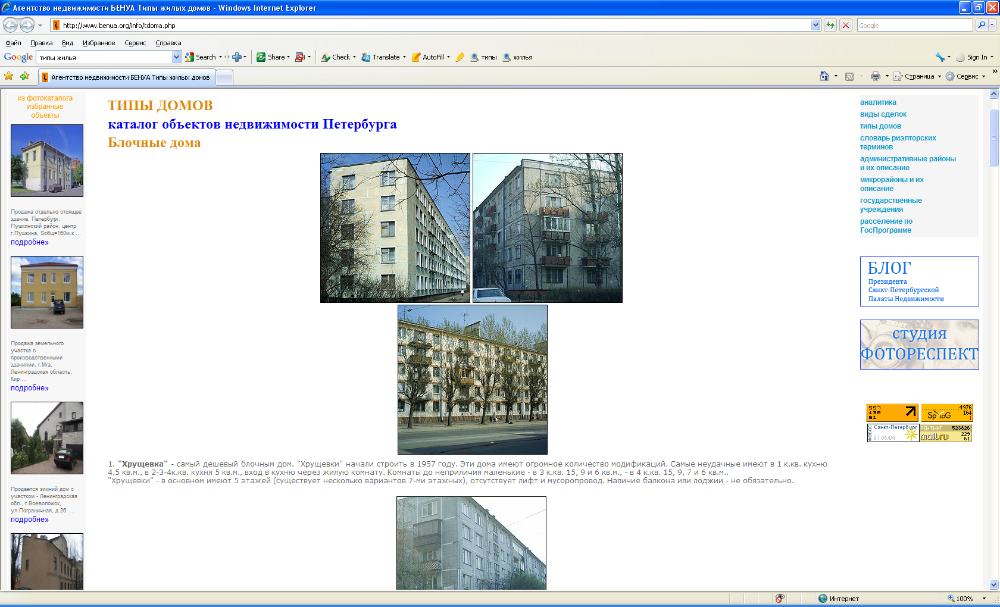 Агентство недвижимости БЕНУА Типы жилых домов - Windows Internet Explorer
http://www.benua.org/info/tdoma.php
Google
Файл Правка Вид Избранное Сервис Справка
Google типы жилья Search Share Check Translate AutoFill типы жилья Sign In
Агентство недвижимости БЕНУА Типы жилых домов
Страница Сервис »
из фотокаталога
избранные
объекты
Продажа отдельно стоящее
здание, Петербург,
Пушкинский район, центр
г.Пушкина, Sобщ=160м.к ...
подробне»
Продажа земельного
участка с
производственными
зданиями, г.Мга,
Ленинградская область,
Кир ...
подробне»
Продается зимний дом с
участком - Ленинградская
обл., г.Всеволожск,
ул.Пограничная, д.26. ...
подробне»
ТИПЫ ДОМОВ
каталог объектов недвижимости Петербурга
Блочные дома
1. "Хрущевка" - самый дешевый блочным дом. "Хрущевки" начали строить в 1957 году. Эти дома имеют огромное количество модификаций. Самые неудачные имеют в 1 к.кв. кухню
4,5 кв.м., в 2-3-4к.кв. кухня 5 кв.м., вход в кухню через жилую комнату. Комнаты до неприличия маленькие - в 3 к.кв. 15, 9 и 6 кв.м., - в 4 к.кв. 15, 9, 7 и 6 кв.м..
"Хрущевки" - в основном имеют 5 этажей (существует несколько вариантов 7-ми этажных), отсутствует лифт и мусоропровод. Наличие балкона или лоджии - не обязательно.
аналитика
виды сделок
типы домов
словарь риэлторских
терминов
административные районы
и их описание
микрорайоны и их
описание
государственные
учреждения
расселение по
ГосПрограмме
БЛОГ
Президента
Санкт-Петербургской
Палаты Недвижимости
студия
ФОТОРЕСПЕКТ
557
136
51
4976
164
1
SpyLOG
ФОБОС
Санкт-Петербург
ВТ 05/04
РЕЙТИНГ 523826
mail.ru 229
61
Интернет
100%